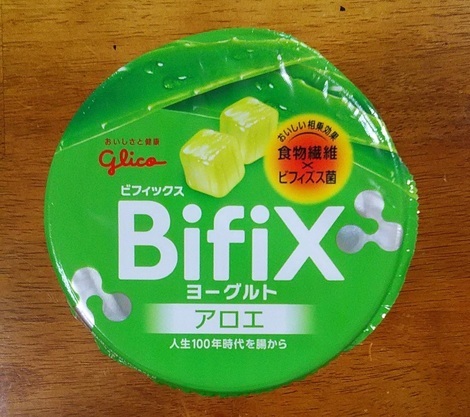 おいしさと健康
glico
おいしい相乗効果
食物繊維
×
ビフィズス菌
ビフィックス
BifiX
ヨーグルト
アロエ
人生100年時代を腸から